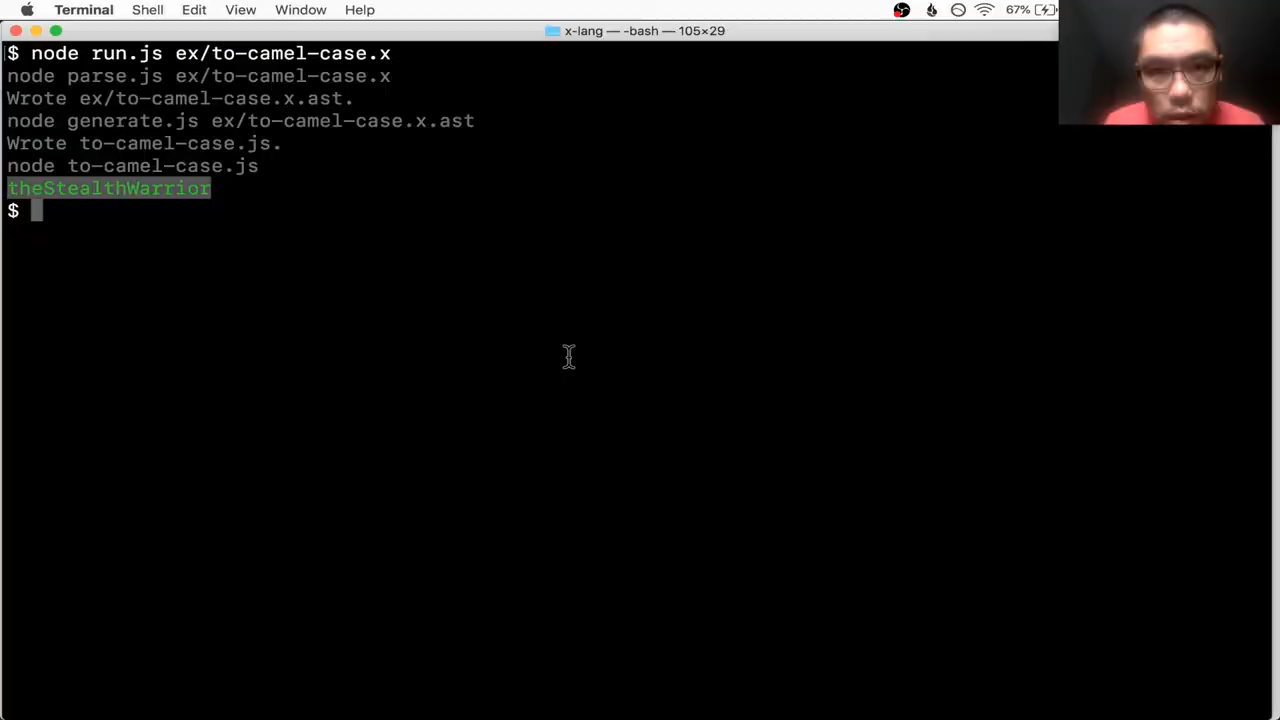 Terminal Shell Edit View Window Help 67%
x-lang — -bash — 105×29
$ node run.js ex/to-camel-case.x
node parse.js ex/to-camel-case.x
Wrote ex/to-camel-case.x.ast.
node generate.js ex/to-camel-case.x.ast
Wrote to-camel-case.js.
node to-camel-case.js
theStealthWarrior
$